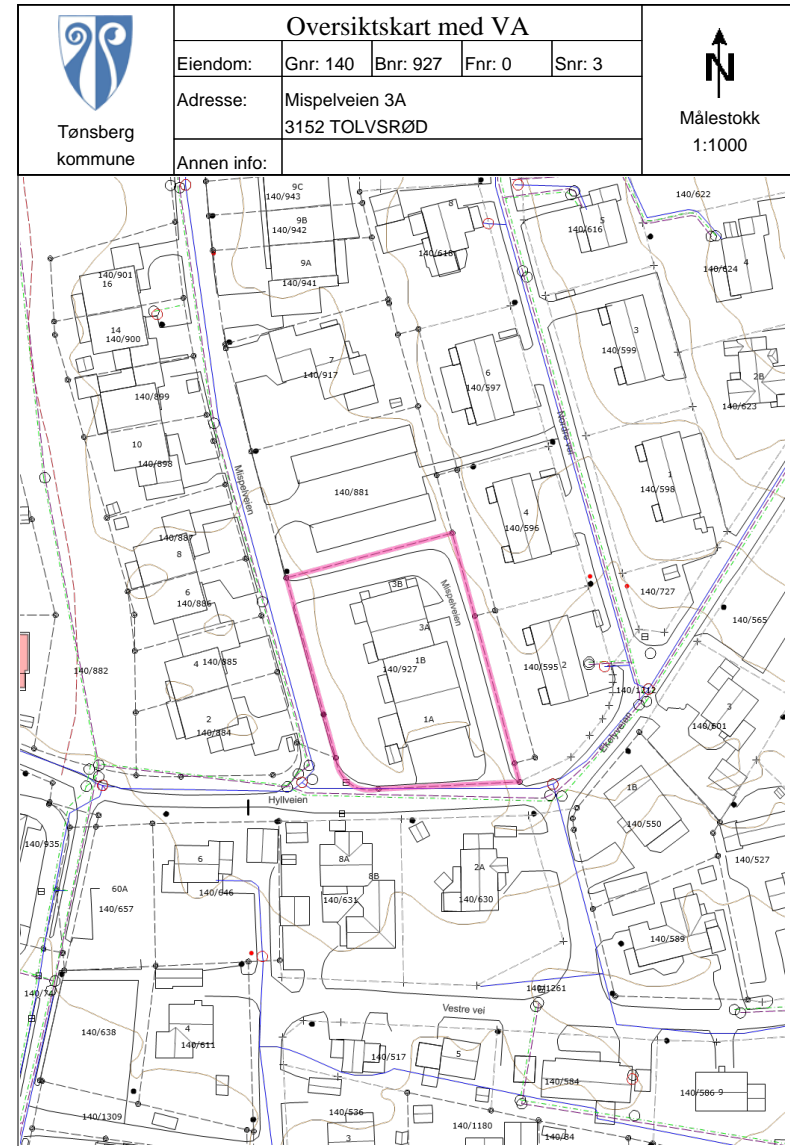 Oversiktskart med VA
Tønsberg
kommune
Eiendom: Gnr: 140 Bnr: 927 Fnr: 0 Snr: 3
Adresse: Mispelveien 3A
3152 TOLVSRØD
Annen info:
N
Målestokk
1:1000
9C
140/943
9B
140/942
9A
140/941
8
140/618
5
140/616
140/622
140/624
4
140/901
16
14
140/900
7
140/917
6
140/597
3
140/599
2B
140/623
140/899
10
140/898
Mispelveien
Nordre vei
140/881
4
140/596
1
140/598
140/887
8
6
140/886
3B
3A
Mispelveien
140/727
140/565
140/882
4 140/885
1B
140/927
1A
140/595 2
140/1212
2
140/884
3
140/601
Ekelyveien
Hyllveien
1B
140/550
140/935
6
140/646
8A
8B
140/631
2A
140/630
140/527
60A
140/657
140/589
140/74
140/1261
Vestre vei
140/638
4
140/611
140/517
5
140/584
140/586 9
140/1309
140/536
3
140/1180
140/84